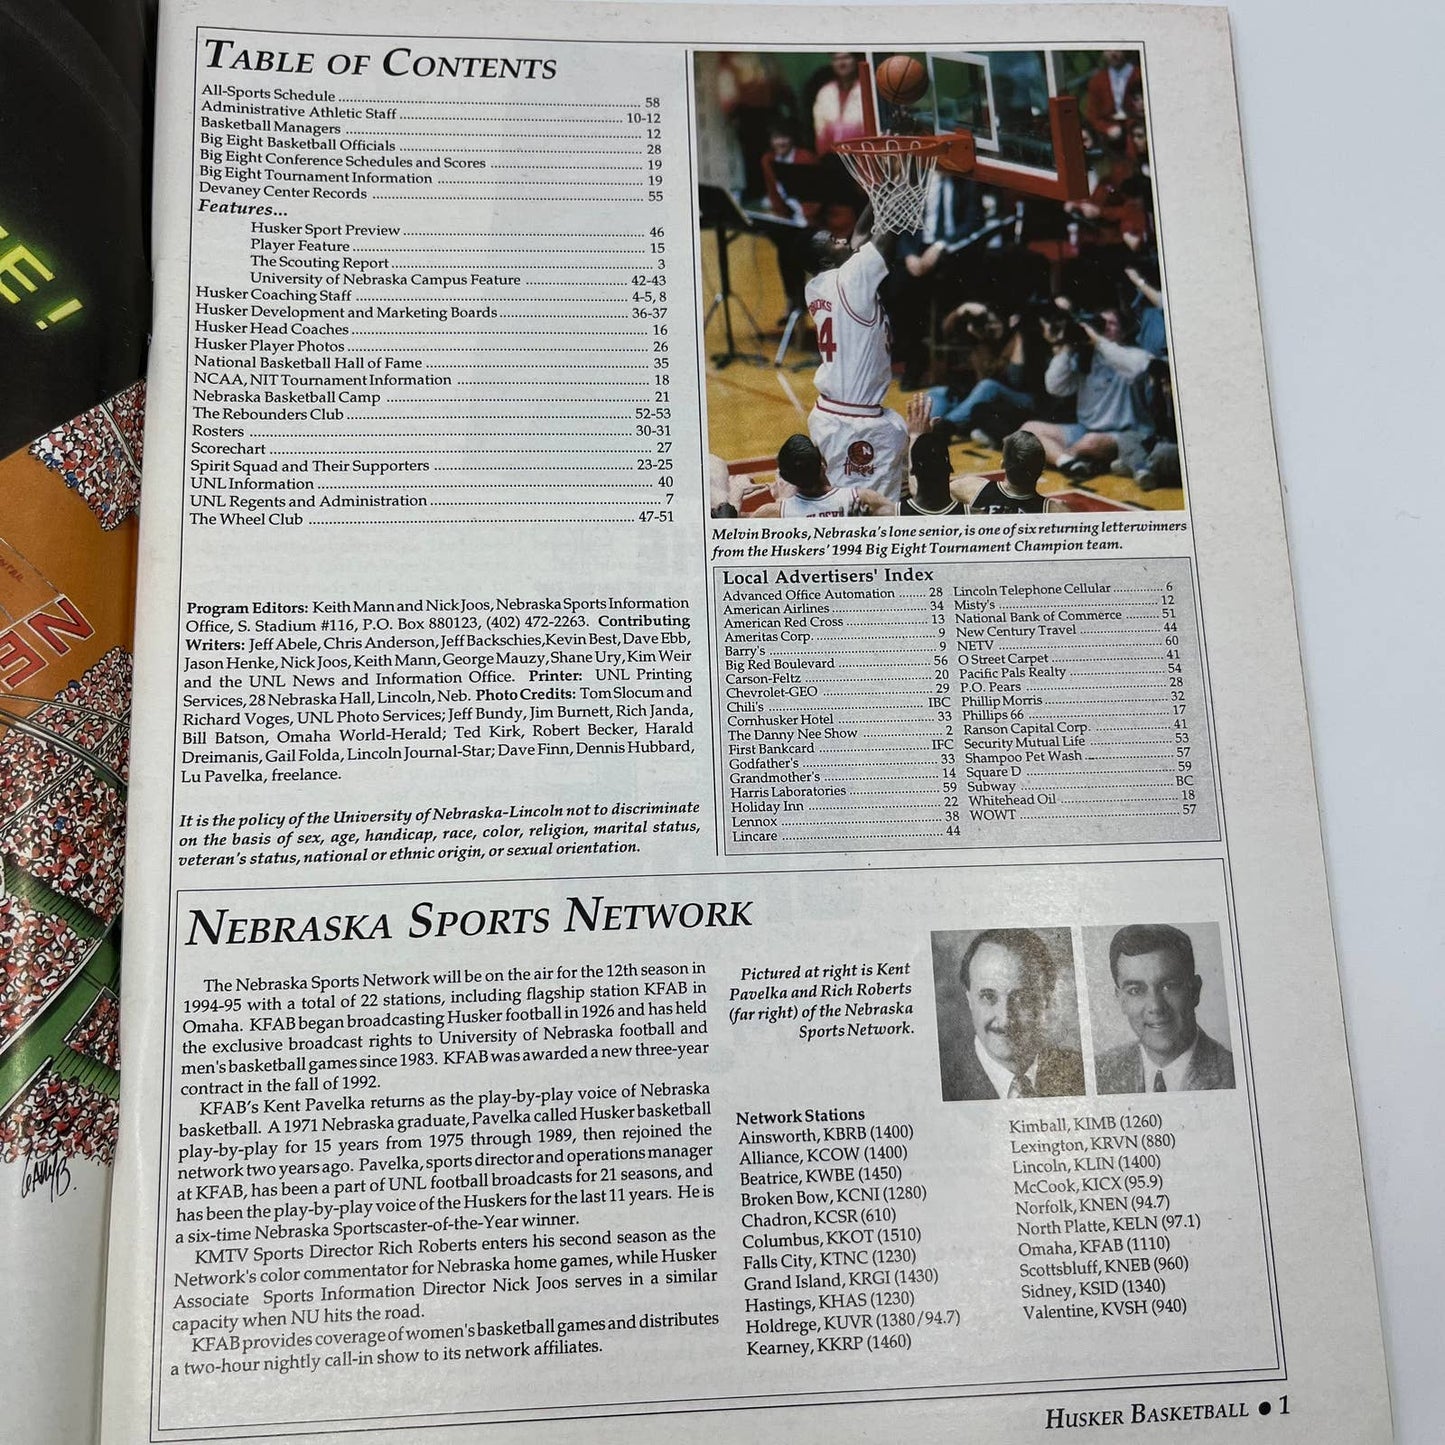 TABLE OF CONTENTS
All-Sports Schedule ........ 58
Administrative Athletic Staff ........ 10-12
Basketball Managers ........ 12
Big Eight Basketball Officials ........ 28
Big Eight Conference Schedules and Scores ........ 19
Big Eight Tournament Information ........ 19
Devaney Center Records ........ 55
Features...
Husker Sport Preview ........ 46
Player Feature ........ 15
The Scouting Report ........ 3
University of Nebraska Campus Feature ........ 42-43
Husker Coaching Staff ........ 4-5, 8
Husker Development and Marketing Boards ........ 36-37
Husker Head Coaches ........ 16
Husker Player Photos ........ 26
National Basketball Hall of Fame ........ 35
NCAA, NIT Tournament Information ........ 18
Nebraska Basketball Camp ........ 21
The Rebounders Club ........ 52-53
Rosters ........ 30-31
Scorechart ........ 27
Spirit Squad and Their Supporters ........ 23-25
UNL Information ........ 40
UNL Regents and Administration ........ 7
The Wheel Club ........ 47-51
Program Editors: Keith Mann and Nick Joos, Nebraska Sports Information
Office, S. Stadium #116, P.O. Box 880123, (402) 472-2263. Contributing
Writers: Jeff Abele, Chris Anderson, Jeff Backschies, Kevin Best, Dave Ebb,
Jason Henke, Nick Joos, Keith Mann, George Mauzy, Shane Ury, Kim Weir
and the UNL News and Information Office. Printer: UNL Printing
Services, 28 Nebraska Hall, Lincoln, Neb. Photo Credits: Tom Slocum and
Richard Voges, UNL Photo Services; Jeff Bundy, Jim Burnett, Rich Janda,
Bill Batson, Omaha World-Herald; Ted Kirk, Robert Becker, Harald
Dreimanis, Gail Folda, Lincoln Journal-Star; Dave Finn, Dennis Hubbard,
Lu Pavelka, freelance.
It is the policy of the University of Nebraska-Lincoln not to discriminate
on the basis of sex, age, handicap, race, color, religion, marital status,
veteran's status, national or ethnic origin, or sexual orientation.
Melvin Brooks, Nebraska's lone senior, is one of six returning letterwinners
from the Huskers' 1994 Big Eight Tournament Champion team.
Local Advertisers' Index
Advanced Office Automation ....... 28
American Airlines ........ 34
American Red Cross ........ 13
Ameritas Corp. ........ 9
Barry's ........ 9
Big Red Boulevard ........ 56
Carson-Feltz ........ 20
Chevrolet-GEO ........ 29
Chili's ........ IBC
Cornhusker Hotel ........ 33
The Danny Nee Show ........ 2
First Bankcard ........ IFC
Godfather's ........ 33
Grandmother's ........ 14
Harris Laboratories ........ 59
Holiday Inn ........ 22
Lennox ........ 38
Lincare ........ 44
Lincoln Telephone Cellular ........ 6
Misty's ........ 12
National Bank of Commerce ........ 51
New Century Travel ........ 44
NETV ........ 60
O Street Carpet ........ 41
Pacific Pals Realty ........ 54
P.O. Pears ........ 28
Phillip Morris ........ 32
Phillips 66 ........ 17
Ranson Capital Corp. ........ 41
Security Mutual Life ........ 53
Shampoo Pet Wash ........ 57
Square D ........ 59
Subway ........ BC
Whitehead Oil ........ 18
WOWT ........ 57
NEBRASKA SPORTS NETWORK
The Nebraska Sports Network will be on the air for the 12th season in
1994-95 with a total of 22 stations, including flagship station KFAB in
Omaha. KFAB began broadcasting Husker football in 1926 and has held
the exclusive broadcast rights to University of Nebraska football and
men's basketball games since 1983. KFAB was awarded a new three-year
contract in the fall of 1992.
KFAB's Kent Pavelka returns as the play-by-play voice of Nebraska
basketball. A 1971 Nebraska graduate, Pavelka called Husker basketball
play-by-play for 15 years from 1975 through 1989, then rejoined the
network two years ago. Pavelka, sports director and operations manager
at KFAB, has been a part of UNL football broadcasts for 21 seasons, and
has been the play-by-play voice of the Huskers for the last 11 years. He is
a six-time Nebraska Sportscaster-of-the-Year winner.
KMTV Sports Director Rich Roberts enters his second season as the
Network's color commentator for Nebraska home games, while Husker
Associate Sports Information Director Nick Joos serves in a similar
capacity when NU hits the road.
KFAB provides coverage of women's basketball games and distributes
a two-hour nightly call-in show to its network affiliates.
Pictured at right is Kent
Pavelka and Rich Roberts
(far right) of the Nebraska
Sports Network.
Network Stations
Ainsworth, KBRB (1400)
Alliance, KCOW (1400)
Beatrice, KWBE (1450)
Broken Bow, KCNI (1280)
Chadron, KCSR (610)
Columbus, KKOT (1510)
Falls City, KTNC (1230)
Grand Island, KRGI (1430)
Hastings, KHAS (1230)
Holdrege, KUVR (1380/94.7)
Kearney, KKRP (1460)
Kimball, KIMB (1260)
Lexington, KRVN (880)
Lincoln, KLIN (1400)
McCook, KICX (95.9)
Norfolk, KNEN (94.7)
North Platte, KELN (97.1)
Omaha, KFAB (1110)
Scottsbluff, KNEB (960)
Sidney, KSID (1340)
Valentine, KVSH (940)
HUSKER BASKETBALL ● 1